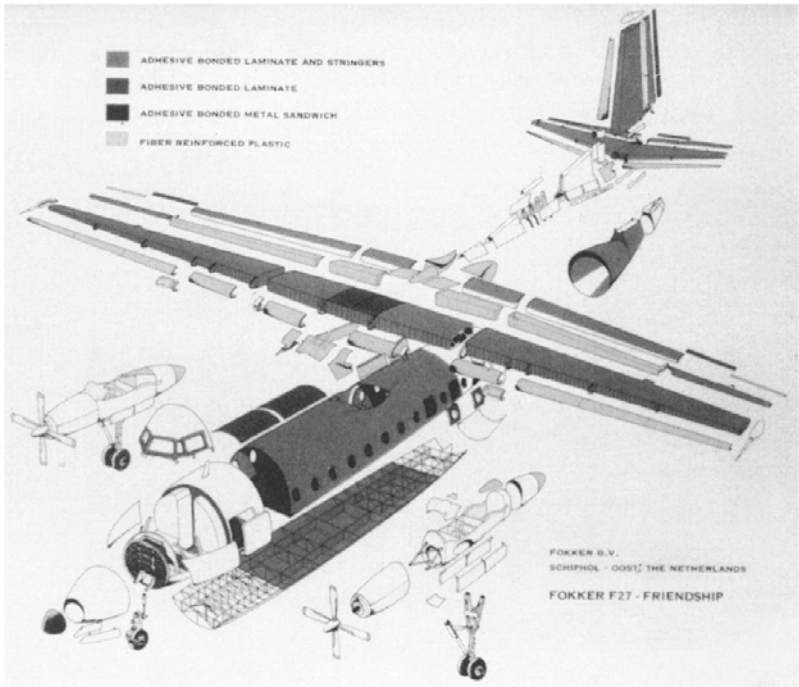 ADHESIVE BONDED LAMINATE AND STRINGERS
ADHESIVE BONDED LAMINATE
ADHESIVE BONDED METAL SANDWICH
FIBER REINFORCED PLASTIC
FOKKER B.V.
SCHIPHOL - OOST, THE NETHERLANDS
FOKKER F27 - FRIENDSHIP